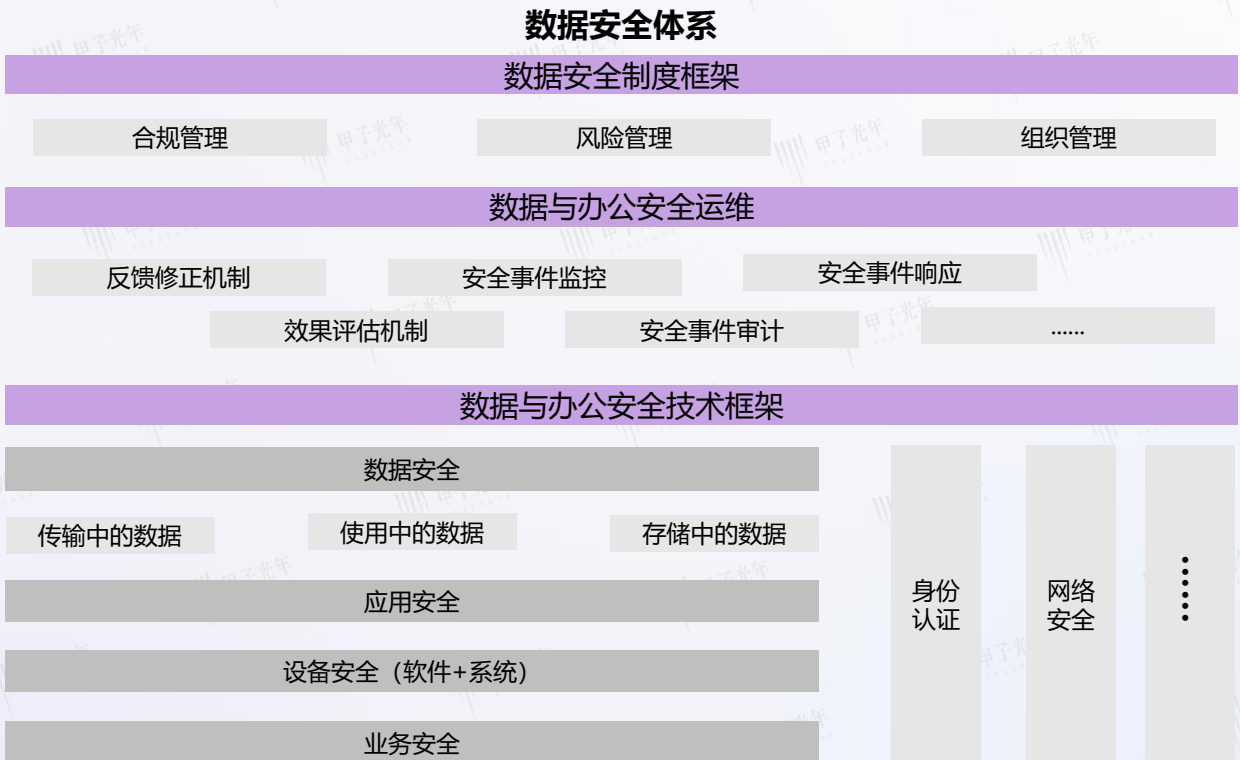 数据安全体系
数据安全制度框架
合规管理
风险管理
组织管理
数据与办公安全运维
反馈修正机制
安全事件监控
安全事件响应
效果评估机制
安全事件审计
......
数据与办公安全技术框架
数据安全
传输中的数据
使用中的数据
存储中的数据
应用安全
设备安全（软件+系统）
业务安全
身份
认证
网络
安全
……
甲子光年